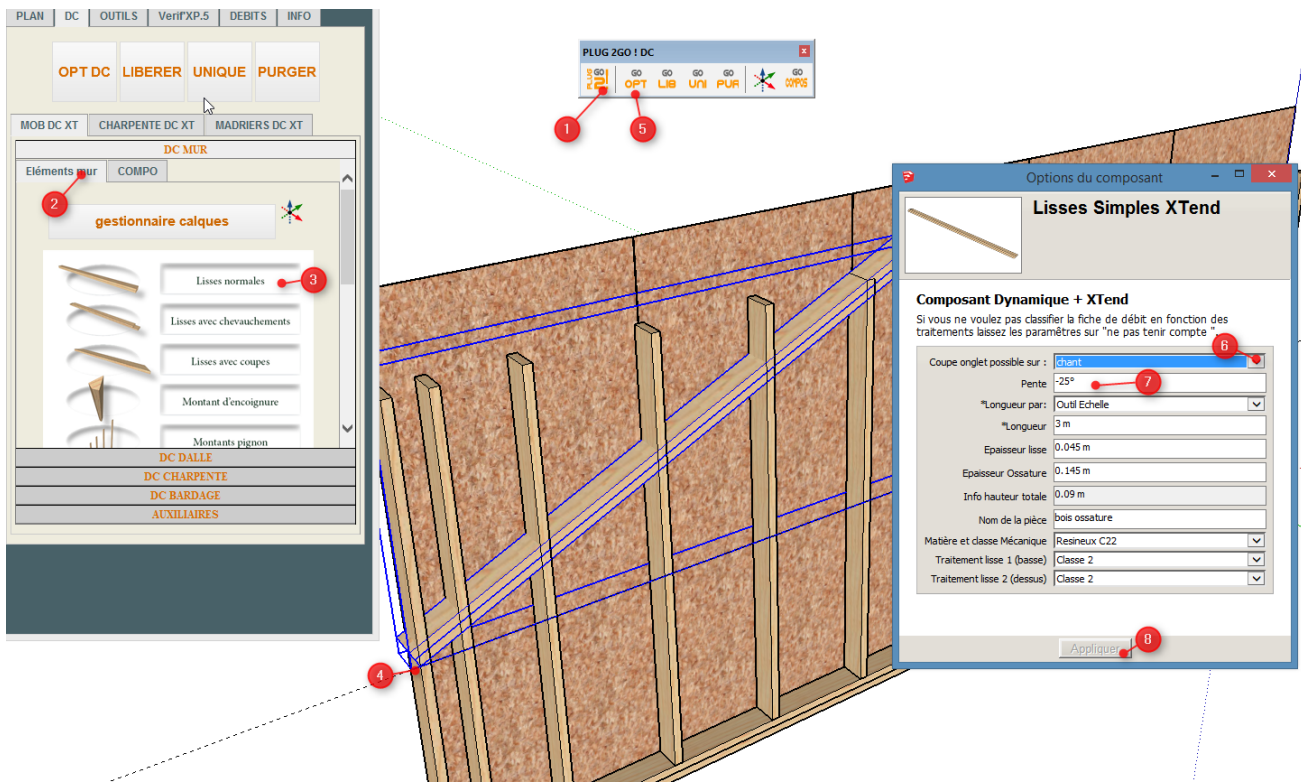 PLAN DC OUTILS Verif'XP.5 DEBITS INFO
OPT DC LIBERER UNIQUE PURGER
MOB DC XT CHARPENTE DC XT MADRIERS DC XT
DC MUR
Eléments mur COMPO
2
gestionnaire calques
Lisses normales
3
Lisses avec chevauchements
Lisses avec coupes
Montant d'encoignure
Montants pignon
DC DALLE
DC CHARPENTE
DC BARDAGE
AUXILIAIRES
PLUG 2GO ! DC
PLUG GO 2! GO OPT GO LIB GO UNI GO PUR GO COMPOS
1
5
4
Options du composant
Lisses Simples XTend
Composant Dynamique + XTend
Si vous ne voulez pas classifier la fiche de débit en fonction des
traitements laissez les paramètres sur "ne pas tenir compte ".
6
Coupe onglet possible sur : chant
Pente -25°
7
*Longueur par: Outil Echelle
*Longueur 3 m
Epaisseur lisse 0.045 m
Epaisseur Ossature 0.145 m
Info hauteur totale 0.09 m
Nom de la pièce bois ossature
Matière et classe Mécanique Resineux C22
Traitement lisse 1 (basse) Classe 2
Traitement lisse 2 (dessus) Classe 2
Appliquer
8